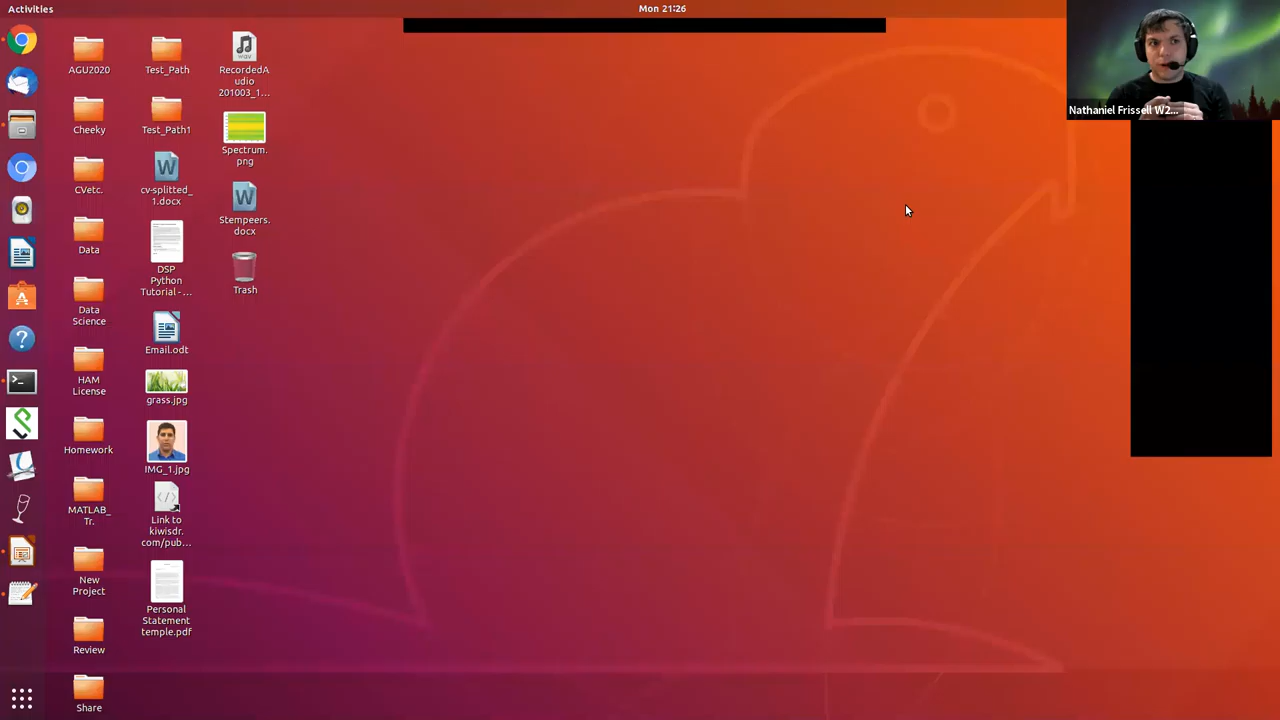 Activities
Mon 21:26
Nathaniel Frissell W2...
AGU2020
Cheeky
CVetc.
Data
Data
Science
HAM
License
Homework
MATLAB_
Tr.
New
Project
Review
Share
Test_Path
Test_Path1
cv-splitted_
1.docx
DSP
Python
Tutorial - ...
Email.odt
grass.jpg
IMG_1.jpg
Link to
kiwisdr.
com/pub...
Personal
Statement
temple.pdf
wav
RecordedA
udio
201003_1...
Spectrum.
png
Stempeers.
docx
Trash